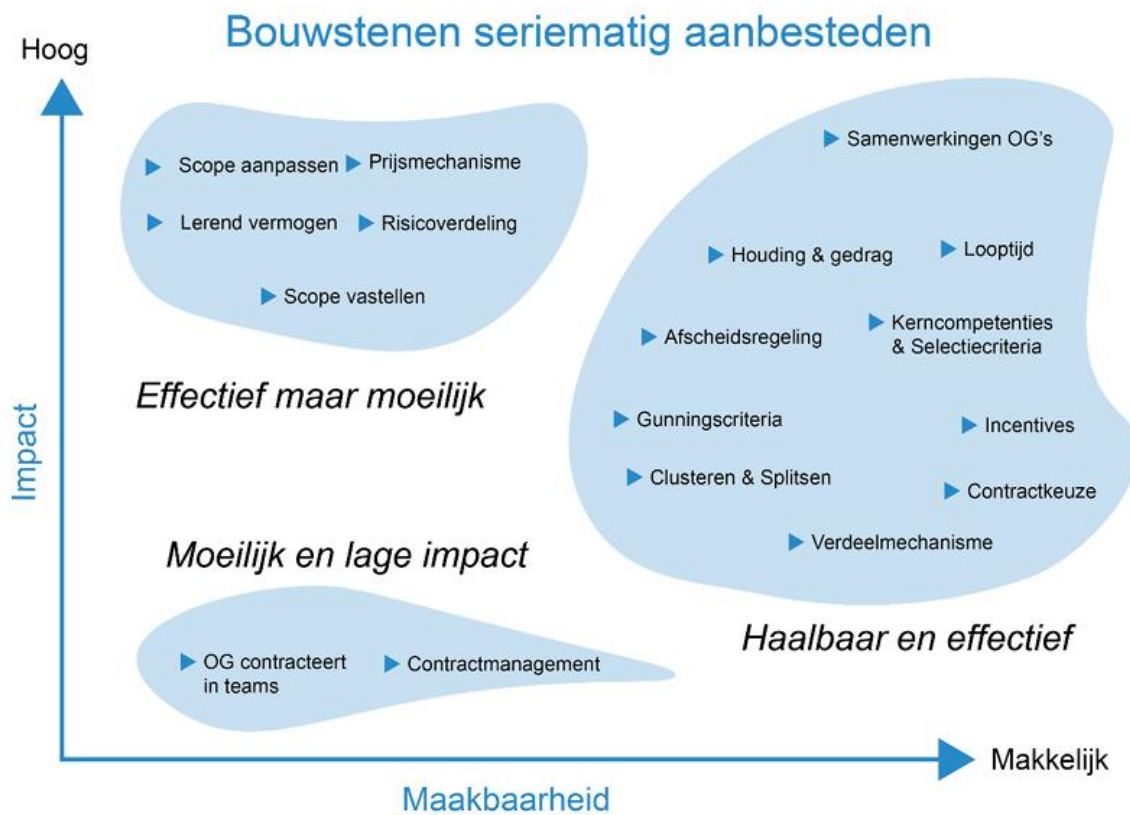 Bouwstenen seriematig aanbesteden
Hoog
Impact
Scope aanpassen
Prijsmechanisme
Lerend vermogen
Risicoverdeling
Scope vastellen
Effectief maar moeilijk
Samenwerkingen OG's
Houding & gedrag
Looptijd
Afscheidsregeling
Kerncompetenties
& Selectiecriteria
Gunningscriteria
Incentives
Clusteren & Splitsen
Contractkeuze
Verdeelmechanisme
Haalbaar en effectief
Moeilijk en lage impact
OG contracteert
in teams
Contractmanagement
Makkelijk
Maakbaarheid